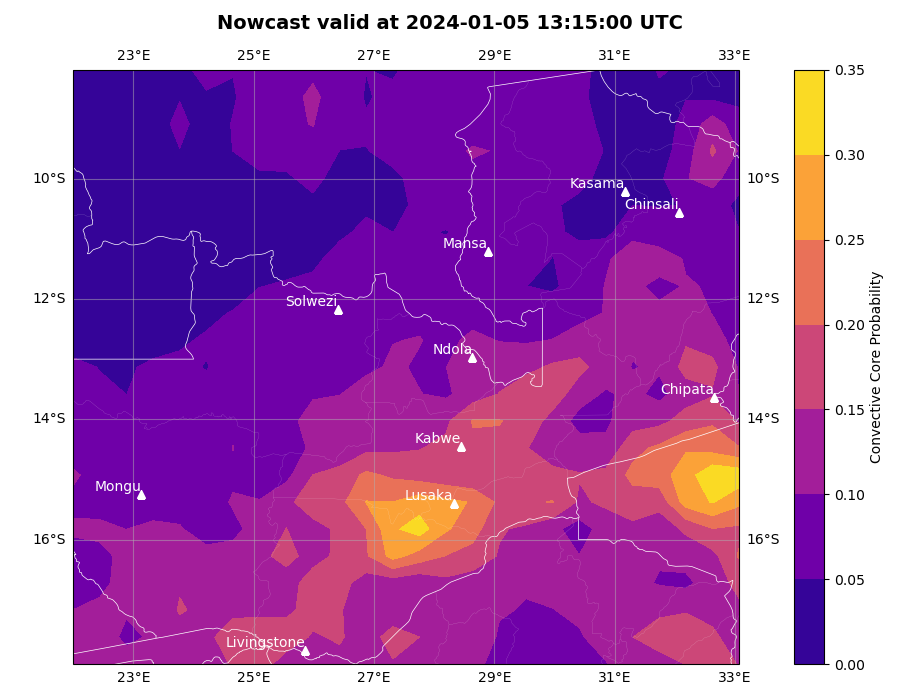 Nowcast valid at 2024-01-05 13:15:00 UTC
23°E 25°E 27°E 29°E 31°E 33°E
0.35
0.30
10°S Kasama 10°S
Chinsali
Mansa
0.25
12°S Solwezi 12°S
0.20
Ndola
Chipata
0.15
14°S 14°S
Kabwe
Mongu Lusaka
0.10
16°S 16°S
0.05
Livingstone
0.00
23°E 25°E 27°E 29°E 31°E 33°E
Convective Core Probability